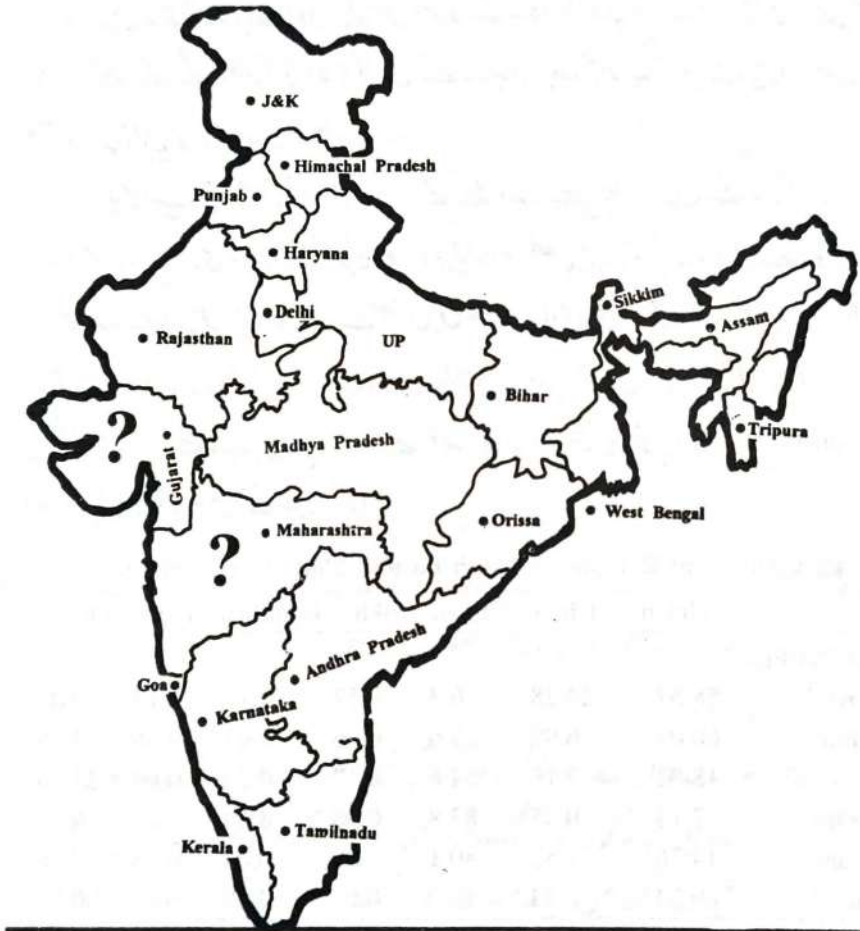 J&K
Himachal Pradesh
Punjab
Haryana
Sikkim
Delhi
Assam
Rajasthan
UP
Bihar
?
Tripura
Madhya Pradesh
Gujarat
West Bengal
Orissa
Maharashtra
?
Andhra Pradesh
Goa
Karnataka
Tamilnadu
Kerala